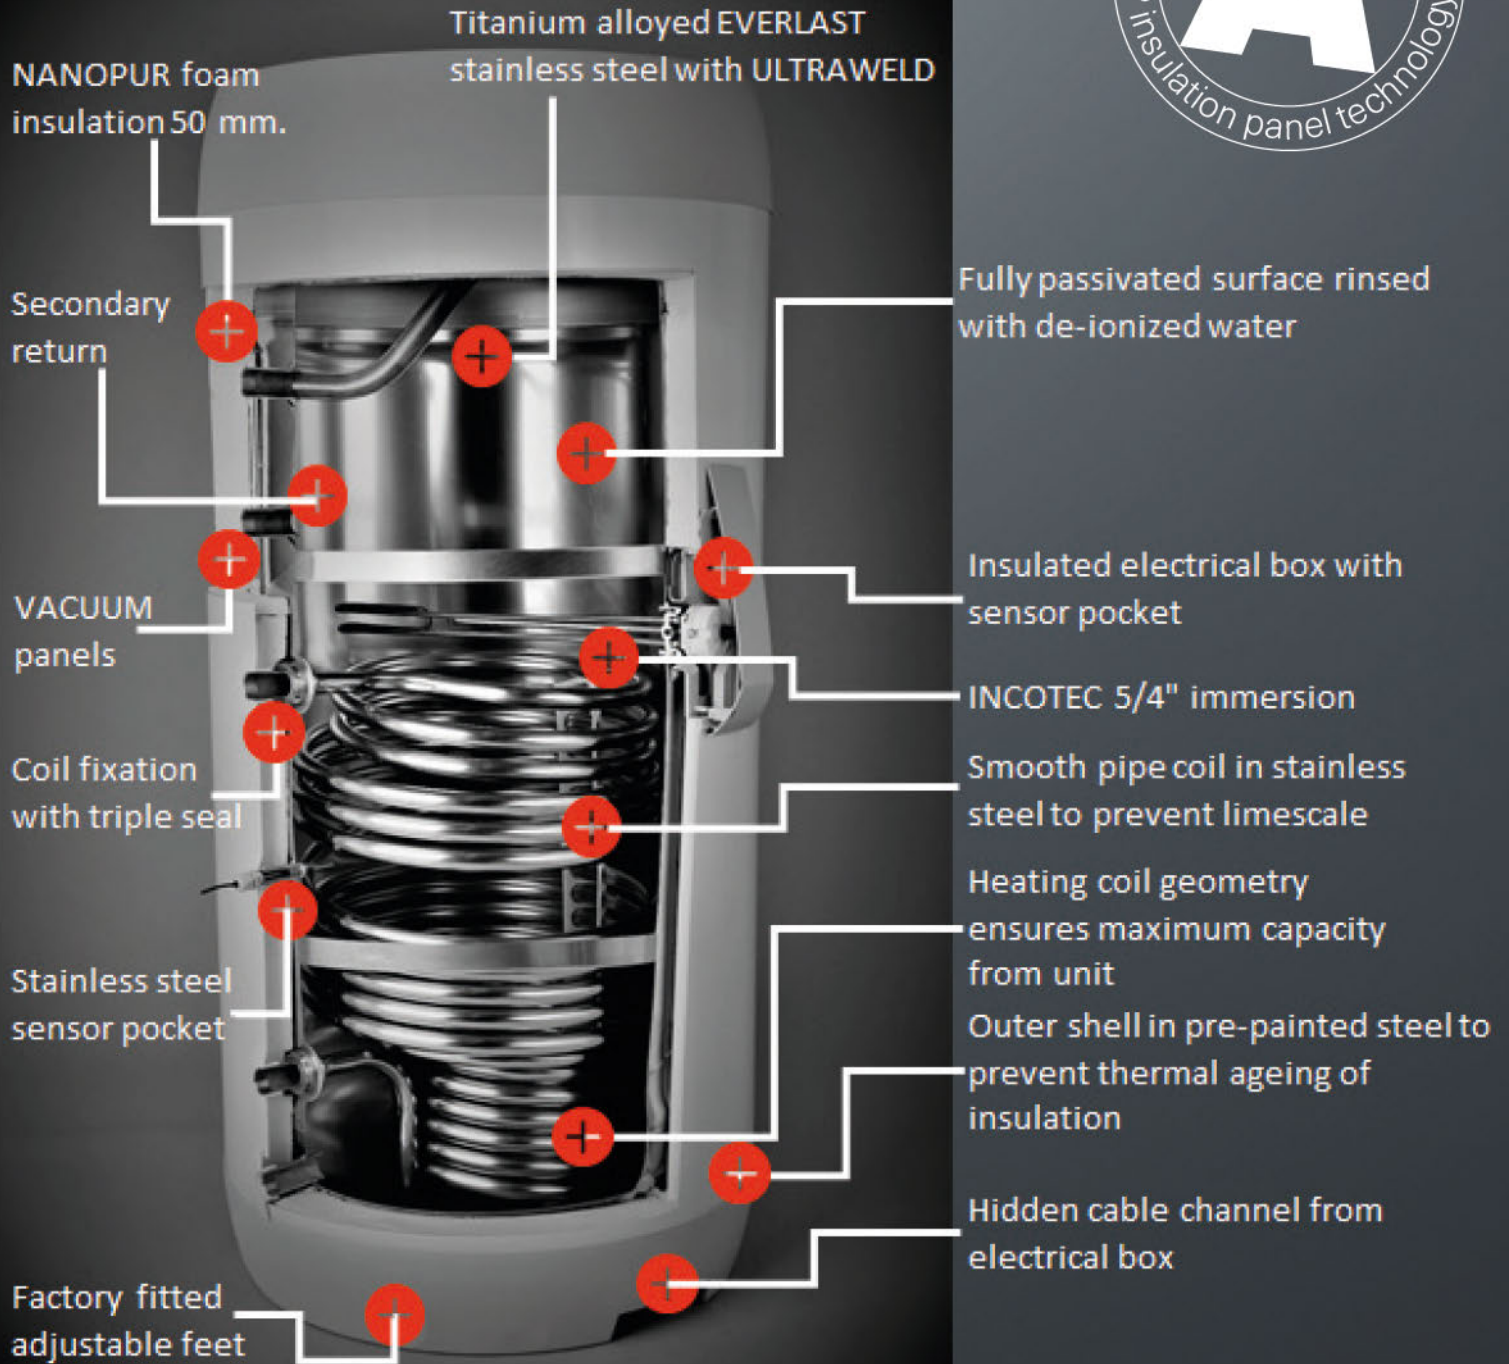 Titanium alloyed EVERLAST
stainless steel with ULTRAWELD
NANOPUR foam
insulation 50 mm.
Secondary
return
VACUUM
panels
Coil fixation
with triple seal
Stainless steel
sensor pocket
Factory fitted
adjustable feet
insulation panel technology
Fully passivated surface rinsed
with de-ionized water
Insulated electrical box with
sensor pocket
INCOTEC 5/4" immersion
Smooth pipe coil in stainless
steel to prevent limescale
Heating coil geometry
ensures maximum capacity
from unit
Outer shell in pre-painted steel to
prevent thermal ageing of
insulation
Hidden cable channel from
electrical box